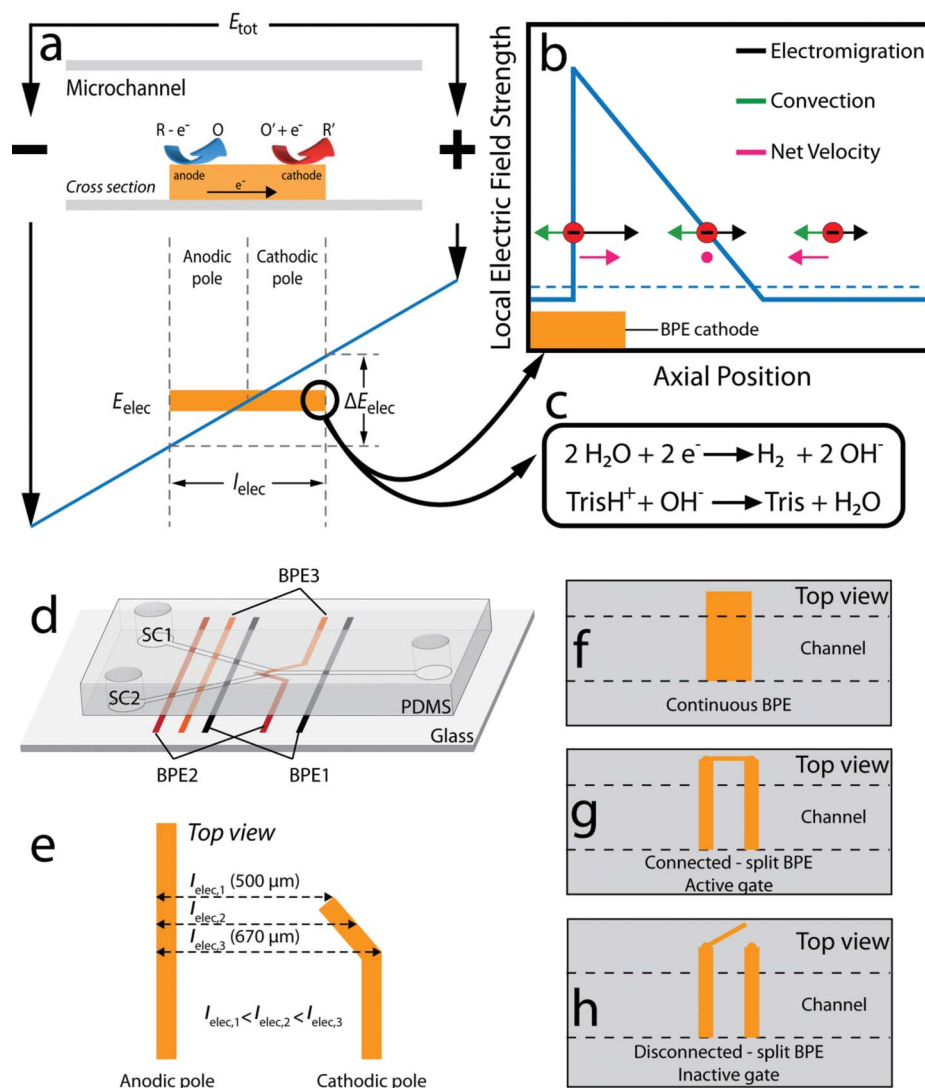 E_tot
a
Microchannel
R - e⁻
O
O' + e⁻
R'
−
+
anode
cathode
Cross section
e⁻
Anodic
pole
Cathodic
pole
E_elec
ΔE_elec
l_elec
b
Electromigration
Convection
Net Velocity
Local Electric Field Strength
BPE cathode
Axial Position
c
2 H₂O + 2 e⁻ → H₂ + 2 OH⁻
TrisH⁺ + OH⁻ → Tris + H₂O
d
BPE3
SC1
SC2
PDMS
Glass
BPE2
BPE1
e
Top view
l_elec,1 (500 µm)
l_elec,2
l_elec,3 (670 µm)
l_elec,1 < l_elec,2 < l_elec,3
Anodic pole
Cathodic pole
f
Top view
Channel
Continuous BPE
g
Top view
Channel
Connected - split BPE
Active gate
h
Top view
Channel
Disconnected - split BPE
Inactive gate